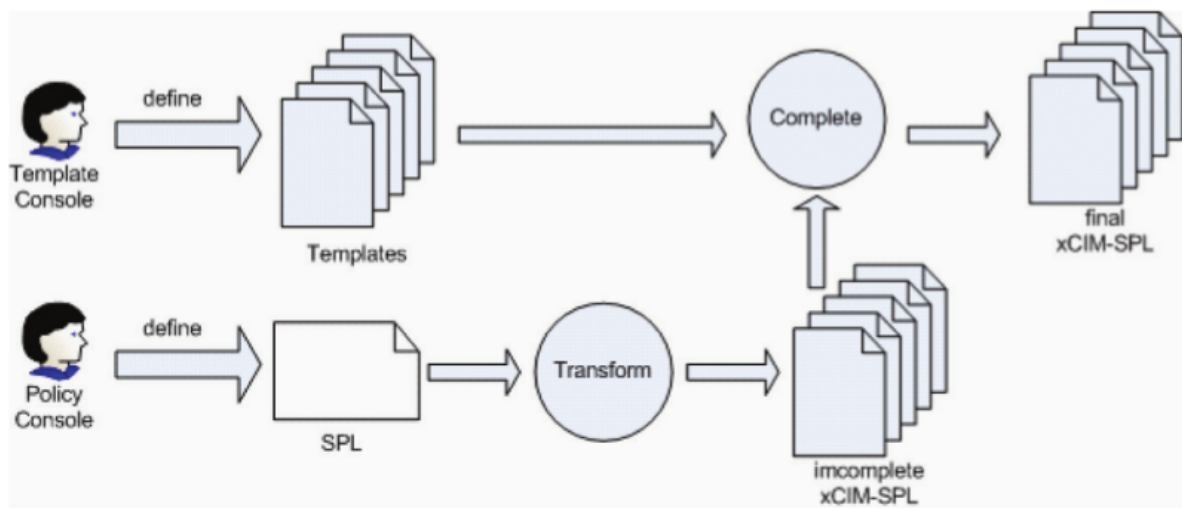 define
Template
Console
Templates
Complete
final
xCIM-SPL
define
Policy
Console
SPL
Transform
imcomplete
xCIM-SPL